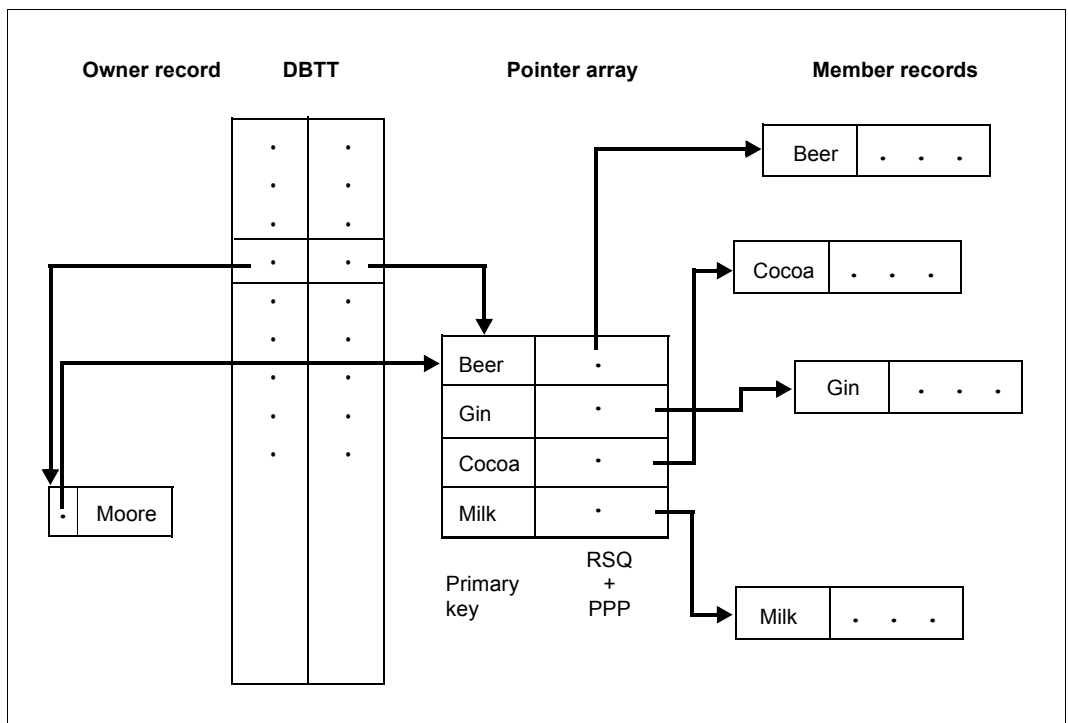 Owner record DBTT Pointer array Member records
Beer . . .
Cocoa . . .
Beer .
Gin . . .
Gin .
Cocoa .
. Moore
Milk .
Primary key
RSQ
+
PPP
Milk . . .